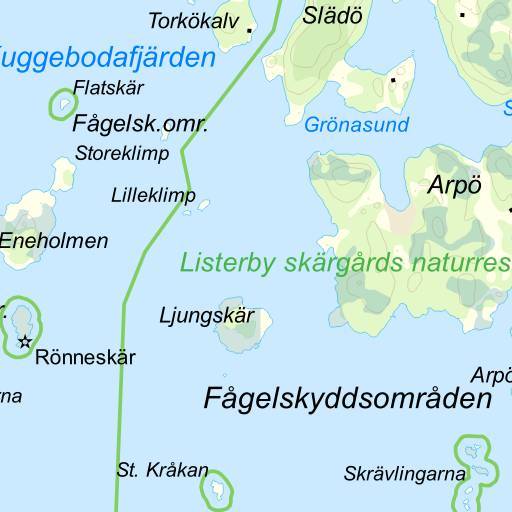 Torkökalv
Slädö
uggebodafjärden
Flatskär
Fågelsk.omr.
Grönasund
S
Storeklimp
Arpö
Lilleklimp
Eneholmen
Listerby skärgårds naturres
r.
Ljungskär
Rönneskär
Arpö
rna
Fågelskyddsområden
St. Kråkan
Skrävlingarna